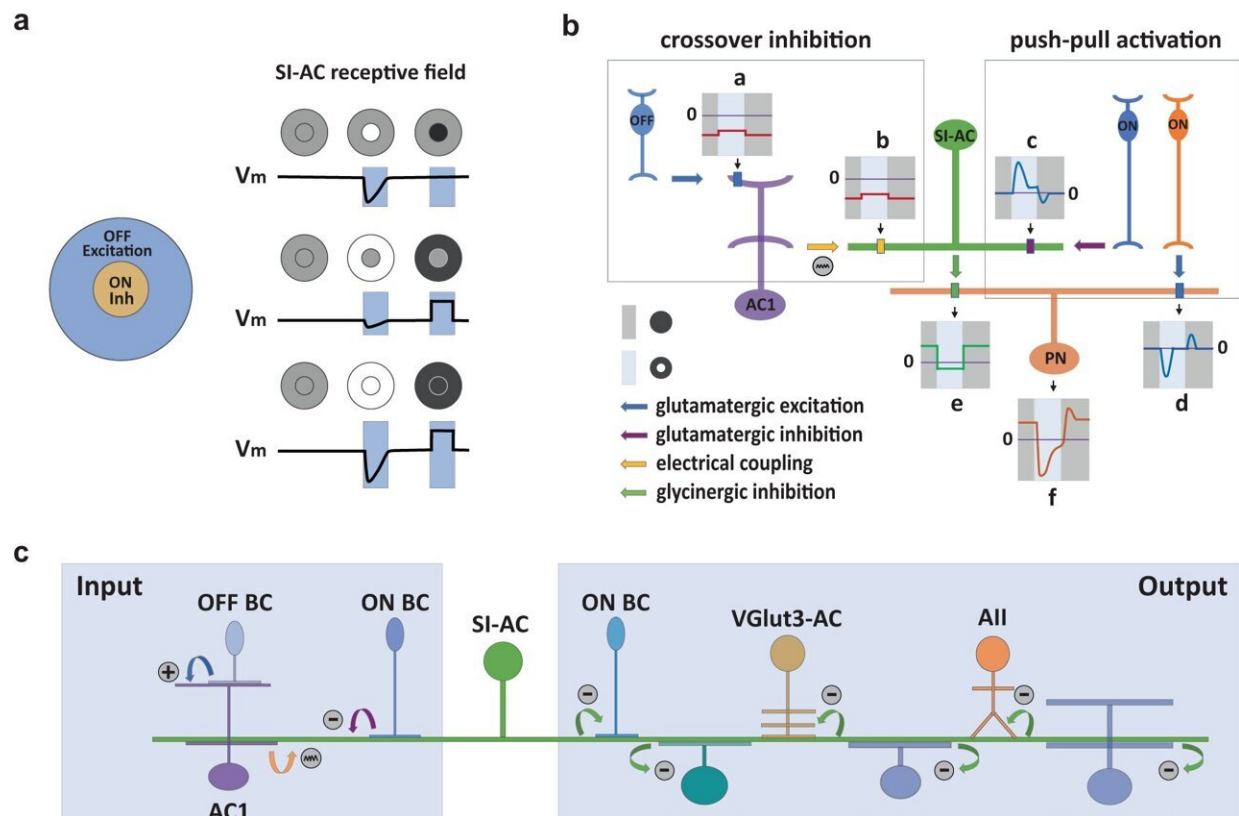 a
SI-AC receptive field
Vm
OFF
Excitation
ON
Inh
Vm
Vm
b
crossover inhibition
push-pull activation
a
0
OFF
b
0
SI-AC
c
0
ON
ON
AC1
0
e
PN
0
d
0
f
glutamatergic excitation
glutamatergic inhibition
electrical coupling
glycinergic inhibition
c
Input
Output
OFF BC
ON BC
SI-AC
ON BC
VGlut3-AC
AII
+
-
-
-
-
-
-
-
AC1